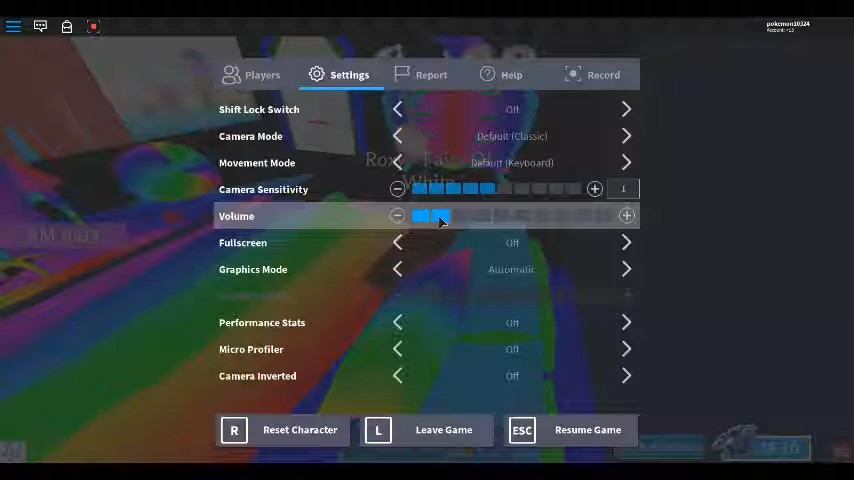 pokemon10324
Account: <13
Players Settings Report Help Record
Shift Lock Switch Off
Camera Mode Default (Classic)
Movement Mode Default (Keyboard)
Camera Sensitivity 1
Volume
Fullscreen Off
Graphics Mode Automatic
Performance Stats Off
Micro Profiler Off
Camera Inverted Off
R Reset Character L Leave Game ESC Resume Game